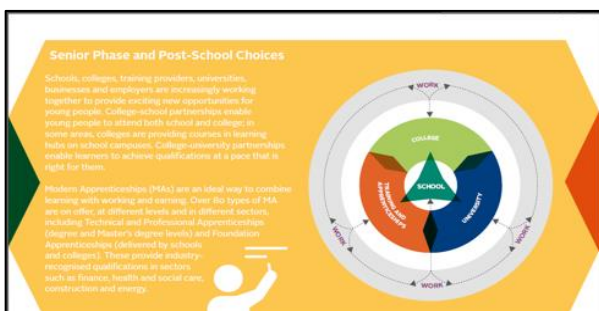 Senior Phase and Post-School Choices
Schools, colleges, training providers, universities,
businesses and employers are increasingly working
together to provide exciting new opportunities for
young people. College-school partnerships enable
young people to attend both school and college; in
some areas, colleges are providing courses in learning
hubs on school campuses. College-university partnerships
enable learners to achieve qualifications at a pace that is
right for them.
Modern Apprenticeships (MAs) are an ideal way to combine
learning with working and earning. Over 80 types of MA
are on offer, at different levels and in different sectors,
including Technical and Professional Apprenticeships
(degree and Master's degree levels) and Foundation
Apprenticeships (delivered by schools
and colleges). These provide industry-
recognised qualifications in sectors
such as finance, health and social care,
construction and energy.
WORK
COLLEGE
SCHOOL
TRAINING AND
APPRENTICESHIPS
UNIVERSITY
WORK
WORK
WORK